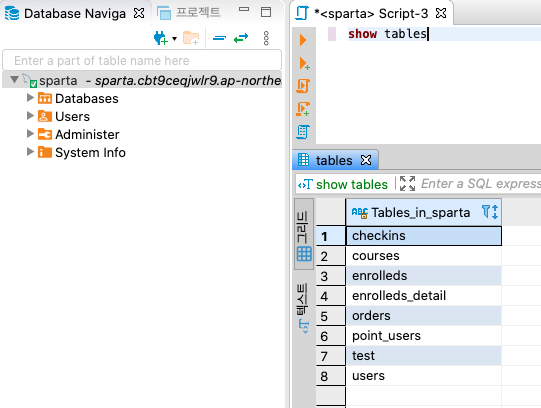 Database Naviga
프로젝트
Enter a part of table name here
sparta - sparta.cbt9ceqjwlr9.ap-northea
Databases
Users
Administer
System Info
*<sparta> Script-3
show tables
tables
show tables
Enter a SQL express
그리드
텍스트
ABC Tables_in_sparta
1 checkins
2 courses
3 enrolleds
4 enrolleds_detail
5 orders
6 point_users
7 test
8 users